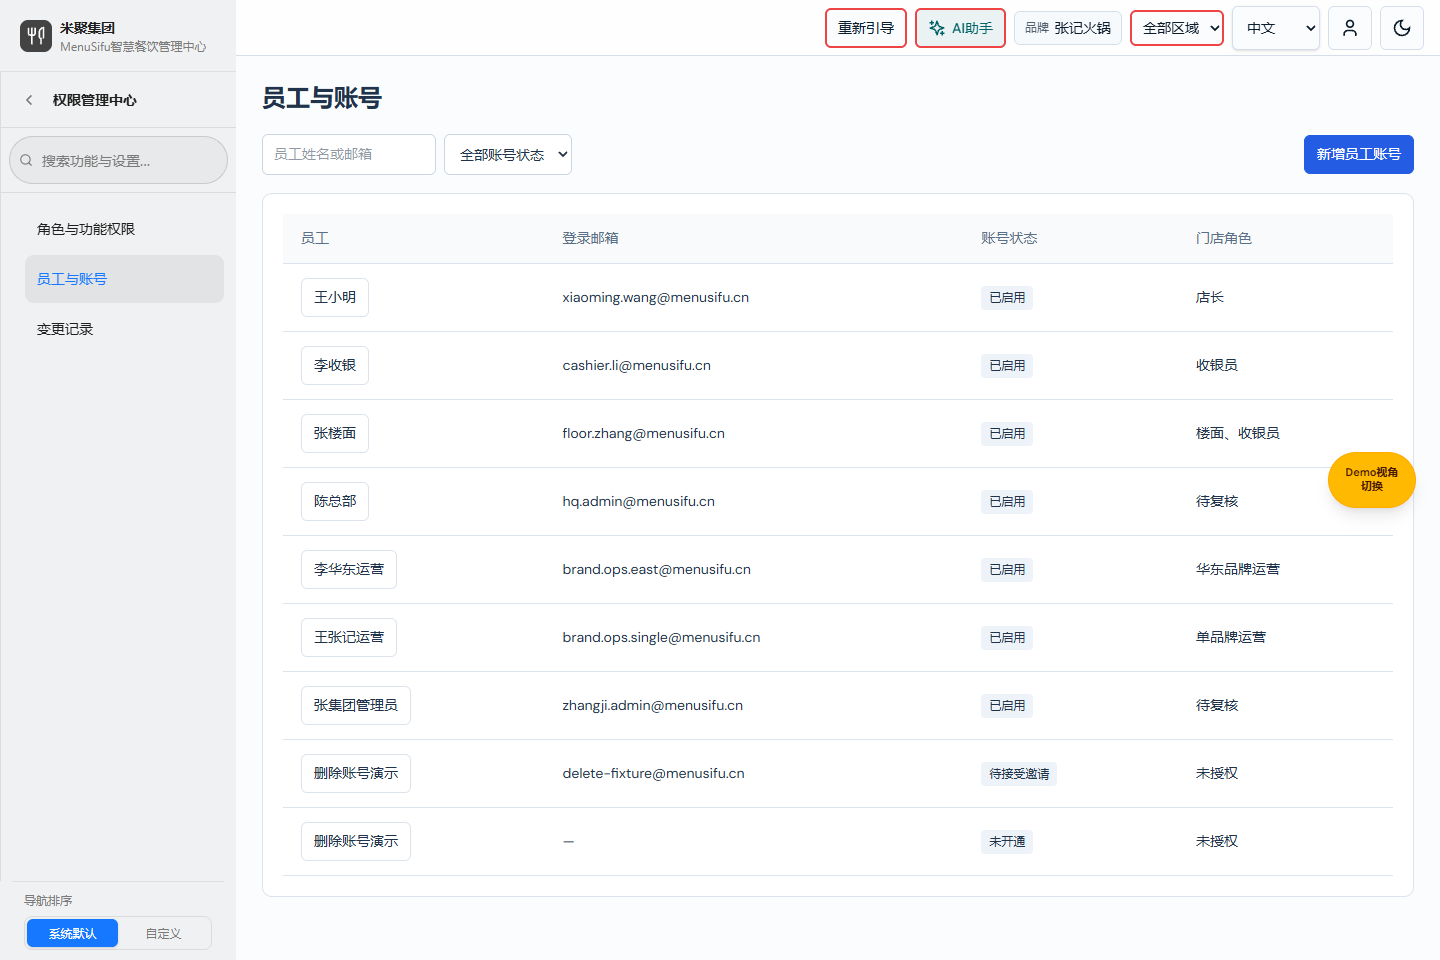 米聚集团
MenuSifu智慧餐饮管理中心
重新引导
AI助手
品牌 张记火锅
全部区域
中文
权限管理中心
搜索功能与设置...
角色与功能权限
员工与账号
变更记录
导航排序
系统默认
自定义
员工与账号
员工姓名或邮箱
全部账号状态
新增员工账号
员工 登录邮箱 账号状态 门店角色
王小明 xiaoming.wang@menusifu.cn 已启用 店长
李收银 cashier.li@menusifu.cn 已启用 收银员
张楼面 floor.zhang@menusifu.cn 已启用 楼面、收银员
陈总部 hq.admin@menusifu.cn 已启用 待复核
李华东运营 brand.ops.east@menusifu.cn 已启用 华东品牌运营
王张记运营 brand.ops.single@menusifu.cn 已启用 单品牌运营
张集团管理员 zhangji.admin@menusifu.cn 已启用 待复核
删除账号演示 delete-fixture@menusifu.cn 待接受邀请 未授权
删除账号演示 — 未开通 未授权
Demo视角
切换